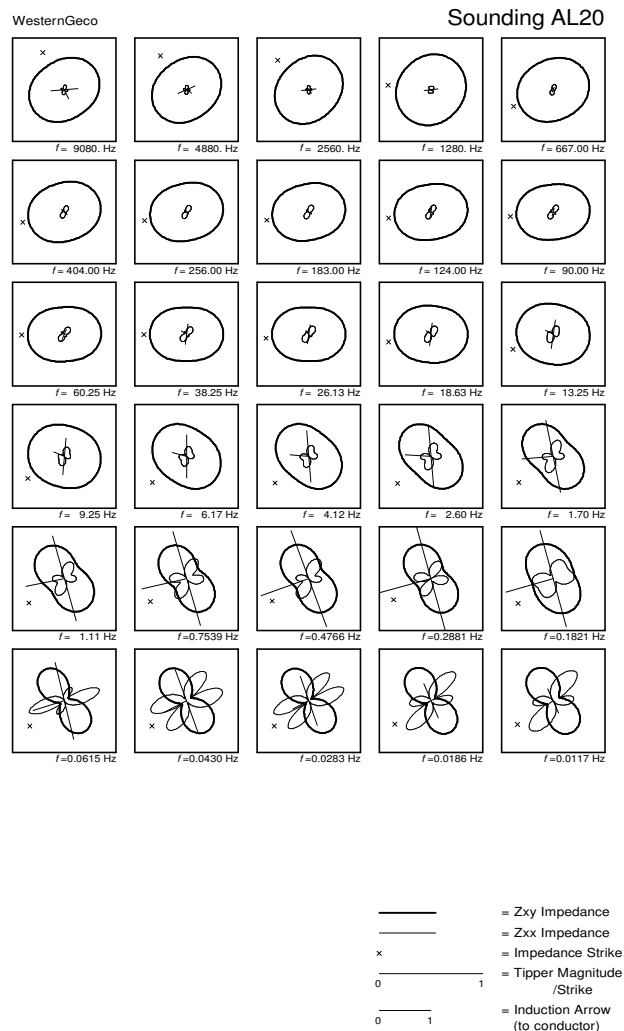 WesternGeco
Sounding AL20
f = 9080. Hz
f = 4880. Hz
f = 2560. Hz
f = 1280. Hz
f = 667.00 Hz
f = 404.00 Hz
f = 256.00 Hz
f = 183.00 Hz
f = 124.00 Hz
f = 90.00 Hz
f = 60.25 Hz
f = 38.25 Hz
f = 26.13 Hz
f = 18.63 Hz
f = 13.25 Hz
f = 9.25 Hz
f = 6.17 Hz
f = 4.12 Hz
f = 2.60 Hz
f = 1.70 Hz
f = 1.11 Hz
f =0.7539 Hz
f =0.4766 Hz
f =0.2881 Hz
f =0.1821 Hz
f =0.0615 Hz
f =0.0430 Hz
f =0.0283 Hz
f =0.0186 Hz
f =0.0117 Hz
= Zxy Impedance
= Zxx Impedance
× = Impedance Strike
= Tipper Magnitude
0 1 /Strike
= Induction Arrow
0 1 (to conductor)